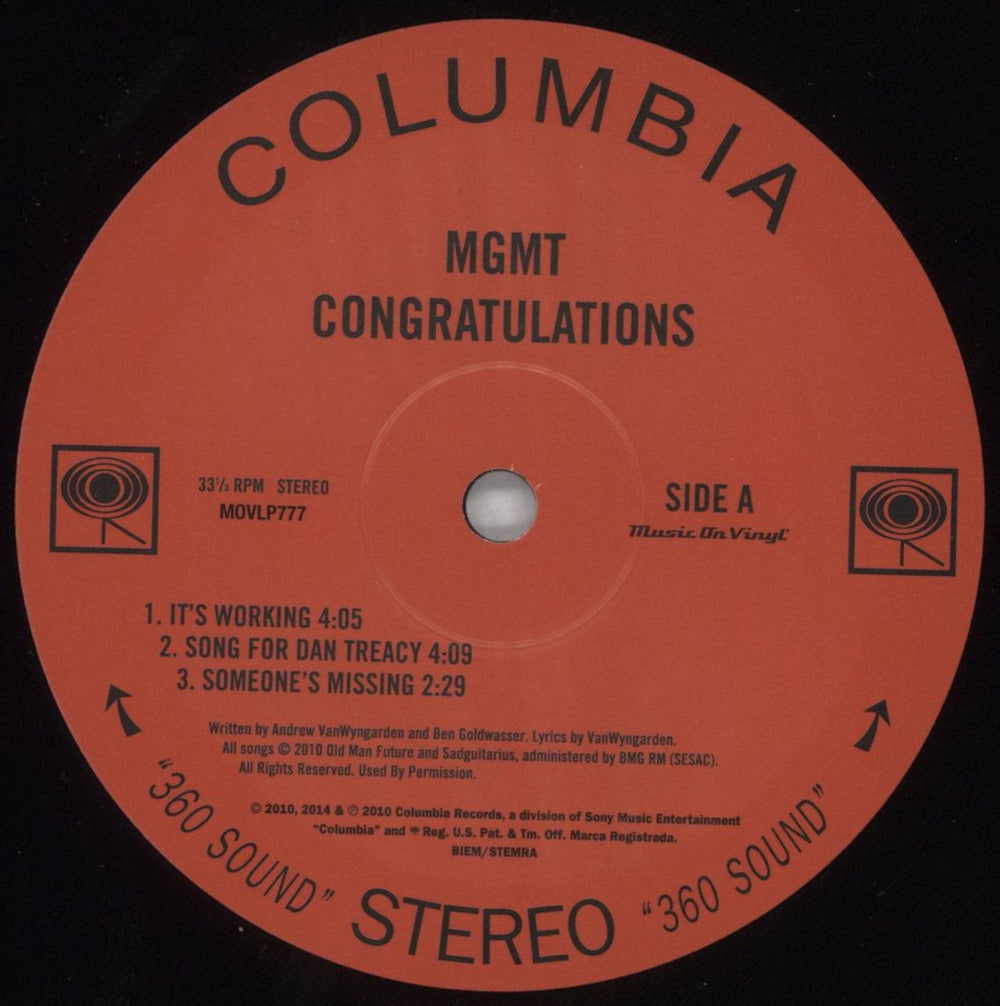 COLUMBIA
MGMT
CONGRATULATIONS
33⅓ RPM STEREO
MOVLP777
SIDE A
Music On Vinyl
1. IT'S WORKING 4:05
2. SONG FOR DAN TREACY 4:09
3. SOMEONE'S MISSING 2:29
Written by Andrew VanWyngarden and Ben Goldwasser. Lyrics by VanWyngarden.
All songs © 2010 Old Man Future and Sadguitarius, administered by BMG RM (SESAC).
All Rights Reserved. Used By Permission.
© 2010, 2014 & ℗ 2010 Columbia Records, a division of Sony Music Entertainment
"Columbia" and Reg. U.S. Pat. & Tm. Off. Marca Registrada.
BIEM/STEMRA
"360 SOUND" STEREO "360 SOUND"